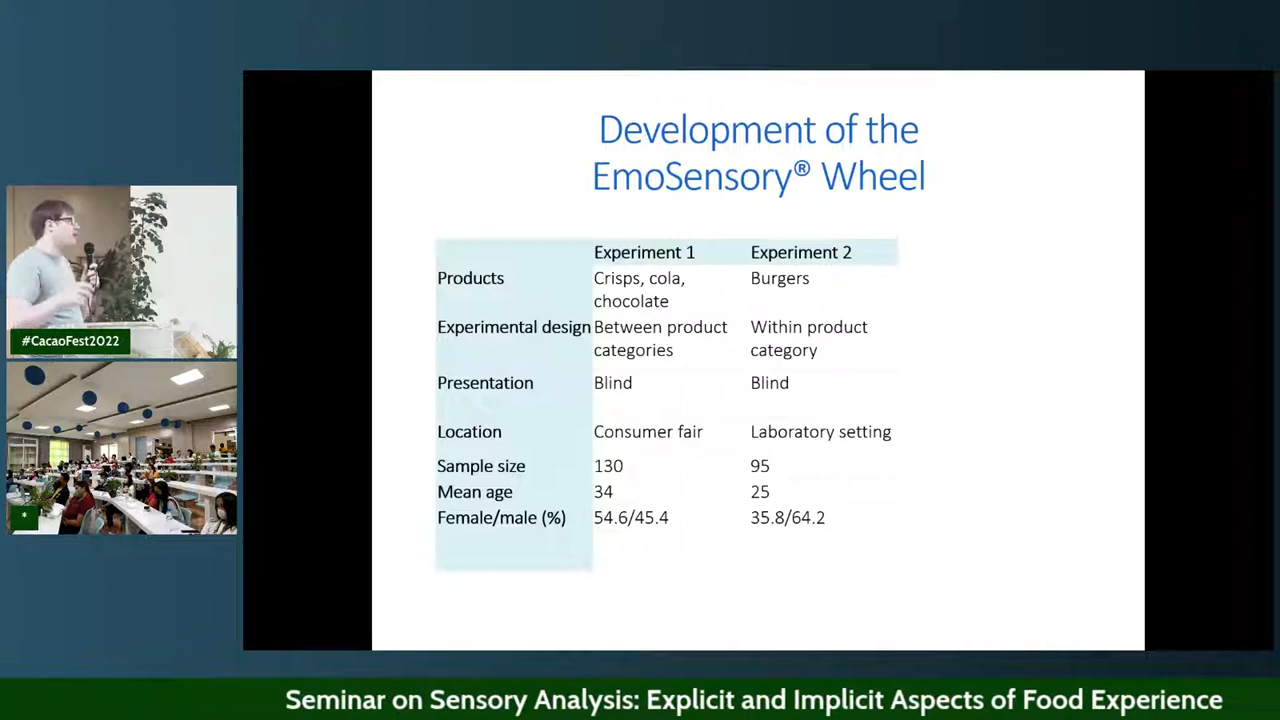 Development of the
EmoSensory® Wheel
Experiment 1 Experiment 2
Products Crisps, cola, Burgers
chocolate
Experimental design Between product Within product
categories category
Presentation Blind Blind
Location Consumer fair Laboratory setting
Sample size 130 95
Mean age 34 25
Female/male (%) 54.6/45.4 35.8/64.2
#CacaoFest2022
*
Seminar on Sensory Analysis: Explicit and Implicit Aspects of Food Experience